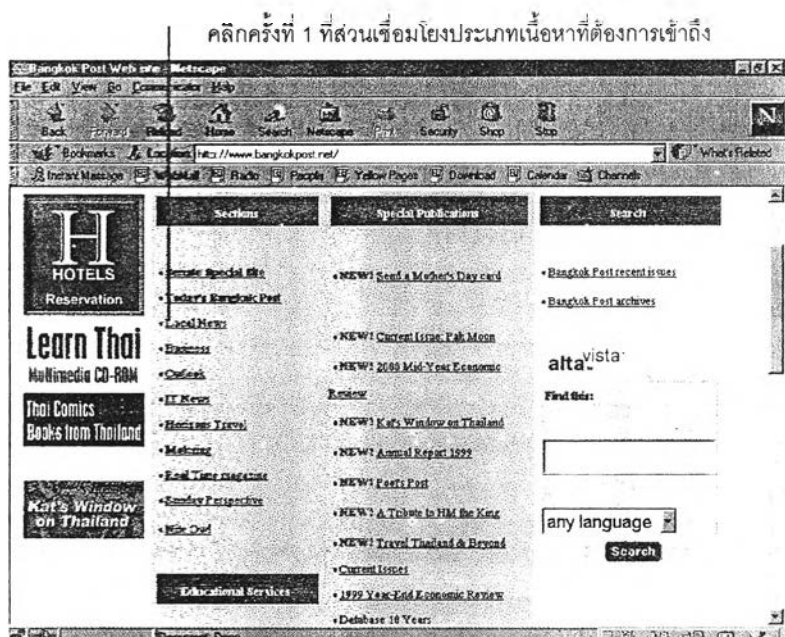 คลิกครั้งที่ 1 ที่ส่วนเชื่อมโยงประเภทเนื้อหาที่ต้องการเข้าถึง
Bangkok Post Web site - Netscape
File Edit View Go Communicator Help
Back Forward Reload Home Search Netscape Print Security Shop Stop
Bookmarks Location: http://www.bangkokpost.net/ What's Related
Instant Message WebMail Radio People Yellow Pages Download Calendar Channels
H
HOTELS
Reservation
Learn Thai
Multimedia CD-ROM
Thai Comics
Books from Thailand
Kat's Window
on Thailand
Sections
• Senate Special Site
• Today's Bangkok Post
• Local News
• Business
• Outlook
• IT News
• Horizons Travel
• Motoring
• Real Time magazine
• Sunday Perspective
• Nite Owl
Educational Services
Special Publications
• NEW! Send a Mother's Day card
• NEW! Current Issue: Pak Moon
• NEW! 2000 Mid-Year Economic
Review
• NEW! Kat's Window on Thailand
• NEW! Annual Report 1999
• NEW! Poet's Post
• NEW! A Tribute to HM the King
• NEW! Travel Thailand & Beyond
• Current Issues
• 1999 Year-End Economic Review
• Database 10 Years
Search
• Bangkok Post recent issues
• Bangkok Post archives
altavista
Find this:
any language
Search